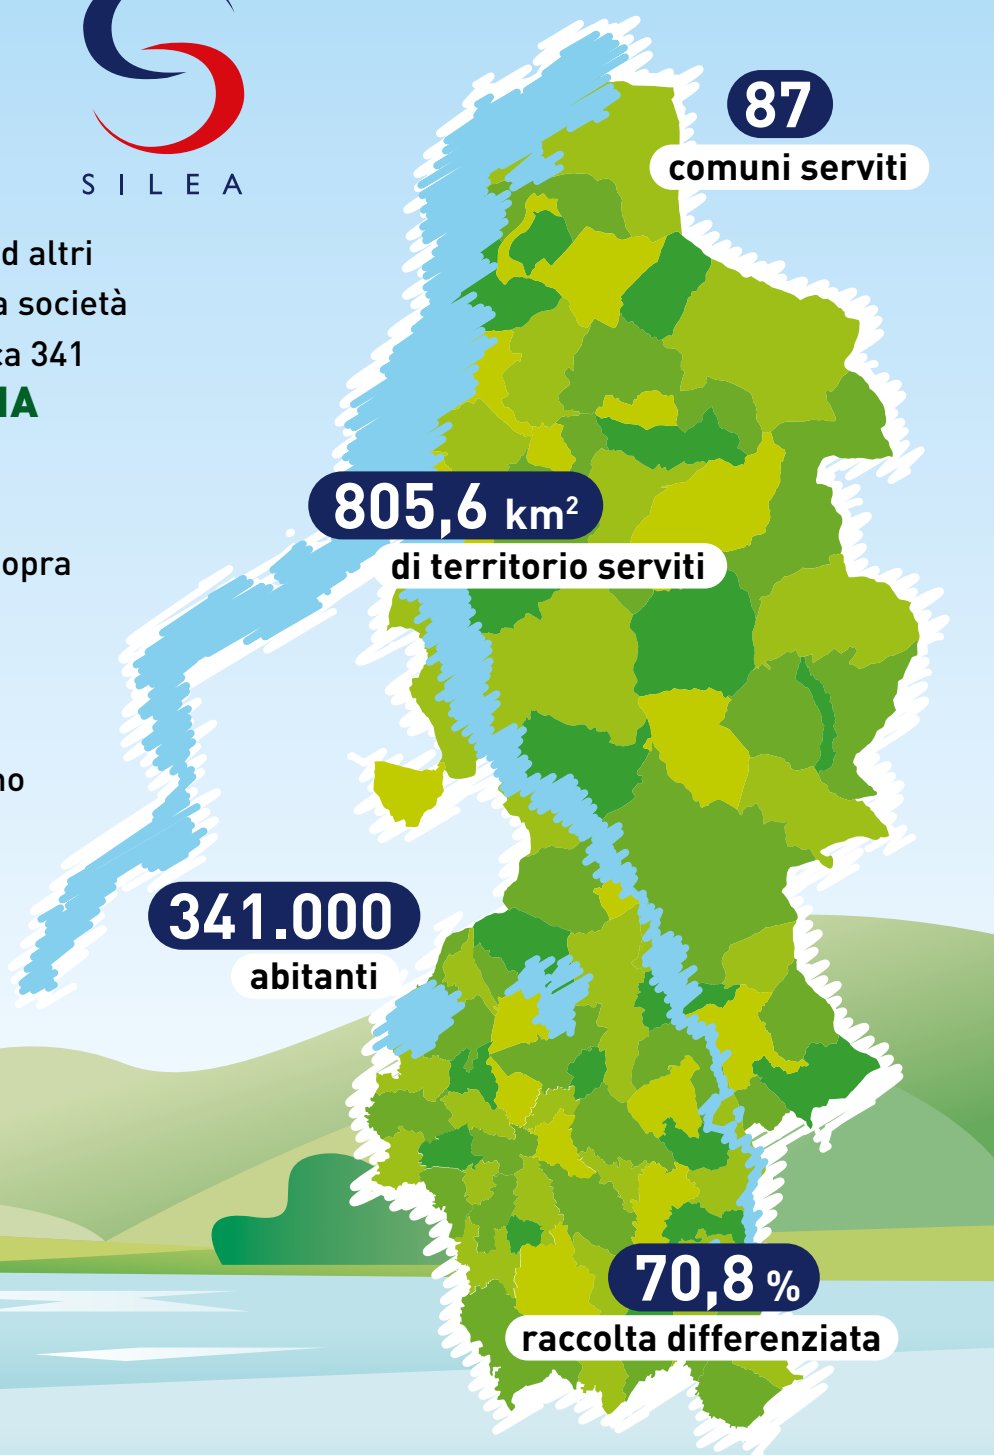 SILEA
d altri
a società
ca 341
IA
opra
no
87
comuni serviti
805,6 km²
di territorio serviti
341.000
abitanti
70,8 %
raccolta differenziata